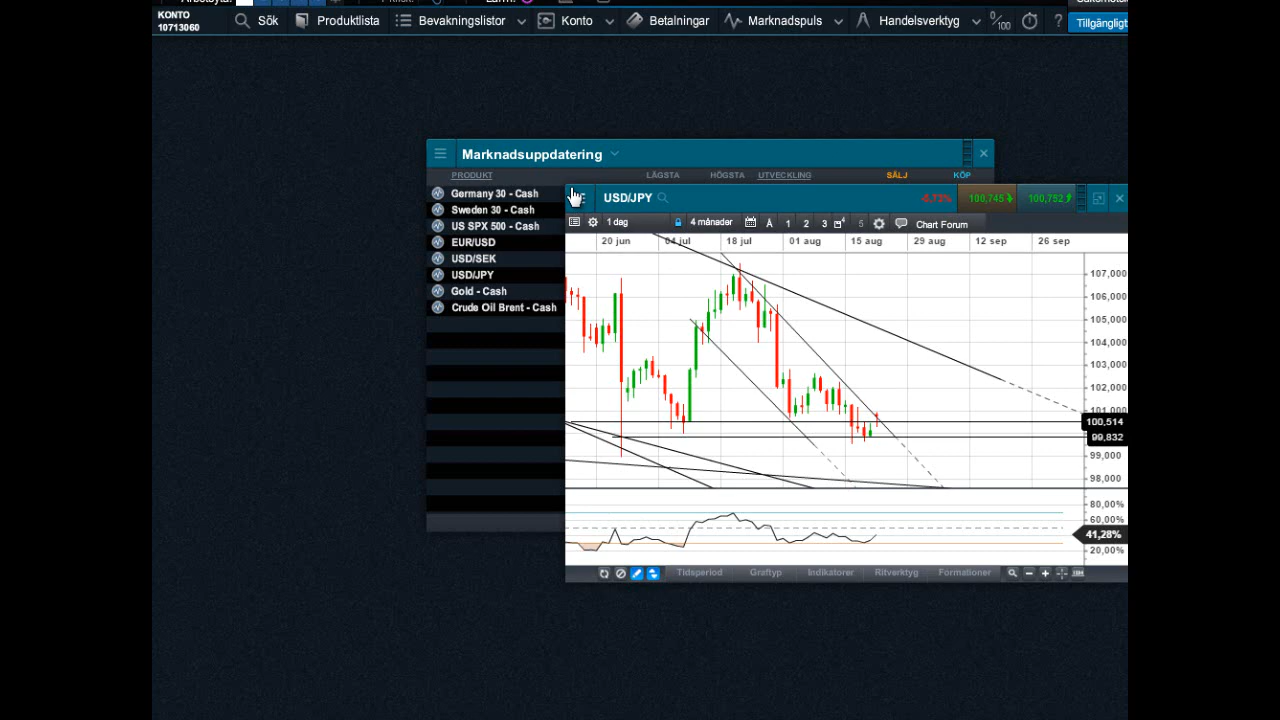 KONTO
10713060
Sök
Produktlista
Bevakningslistor
Konto
Betalningar
Marknadspuls
Handelsverktyg
0/100
?
Tillgängligt
Marknadsuppdatering
PRODUKT LÄGSTA HÖGSTA UTVECKLING SÄLJ KÖP
Germany 30 - Cash
Sweden 30 - Cash
US SPX 500 - Cash
EUR/USD
USD/SEK
USD/JPY
Gold - Cash
Crude Oil Brent - Cash
USD/JPY
-0,73% 100,745 100,752
1 dag 4 månader A 1 2 3 4 5 Chart Forum
20 jun 04 jul 18 jul 01 aug 15 aug 29 aug 12 sep 26 sep
107,000
106,000
105,000
104,000
103,000
102,000
101,000
100,514
99,832
99,000
98,000
80,00%
60,00%
41,28%
20,00%
Tidsperiod Graftyp Indikatorer Ritverktyg Formationer